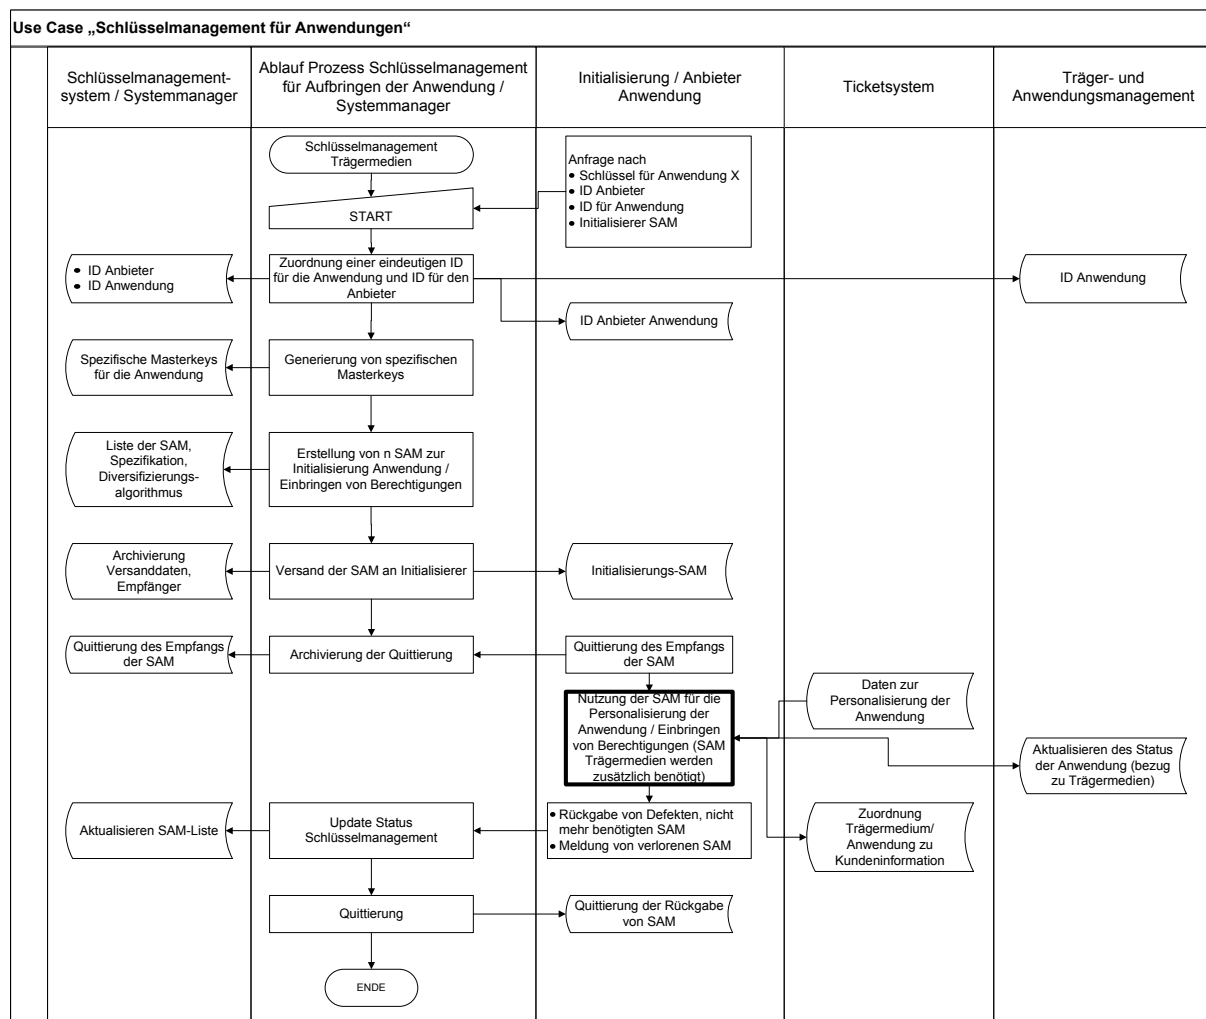 Use Case „Schlüsselmanagement für Anwendungen“
Schlüsselmanagement-
system / Systemmanager
Ablauf Prozess Schlüsselmanagement
für Aufbringen der Anwendung /
Systemmanager
Initialisierung / Anbieter
Anwendung
Ticketsystem
Träger- und
Anwendungsmanagement
Schlüsselmanagement
Trägermedien
Anfrage nach
• Schlüssel für Anwendung X
• ID Anbieter
• ID für Anwendung
• Initialisierer SAM
START
• ID Anbieter
• ID Anwendung
Zuordnung einer eindeutigen ID
für die Anwendung und ID für den
Anbieter
ID Anwendung
ID Anbieter Anwendung
Spezifische Masterkeys
für die Anwendung
Generierung von spezifischen
Masterkeys
Liste der SAM,
Spezifikation,
Diversifizierungs-
algorithmus
Erstellung von n SAM zur
Initialisierung Anwendung /
Einbringen von Berechtigungen
Archivierung
Versanddaten,
Empfänger
Versand der SAM an Initialisierer
Initialisierungs-SAM
Quittierung des Empfangs
der SAM
Archivierung der Quittierung
Quittierung des Empfangs
der SAM
Nutzung der SAM für die
Personalisierung der
Anwendung / Einbringen
von Berechtigungen (SAM
Trägermedien werden
zusätzlich benötigt)
Daten zur
Personalisierung der
Anwendung
Aktualisieren des Status
der Anwendung (bezug
zu Trägermedien)
Aktualisieren SAM-Liste
Update Status
Schlüsselmanagement
• Rückgabe von Defekten, nicht
mehr benötigten SAM
• Meldung von verlorenen SAM
Zuordnung
Trägermedium/
Anwendung zu
Kundeninformation
Quittierung
Quittierung der Rückgabe
von SAM
ENDE